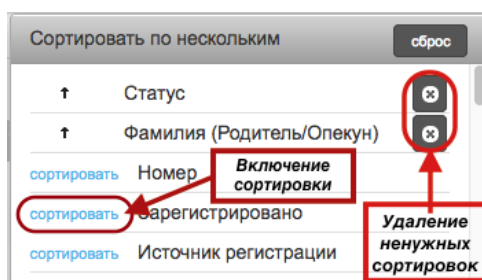 Сортировать по нескольким сброс
Статус
Фамилия (Родитель/Опекун)
сортировать Номер
Включение
сортировки
сортировать Зарегистрировано
сортировать Источник регистрации
Удаление
ненужных
сортировок